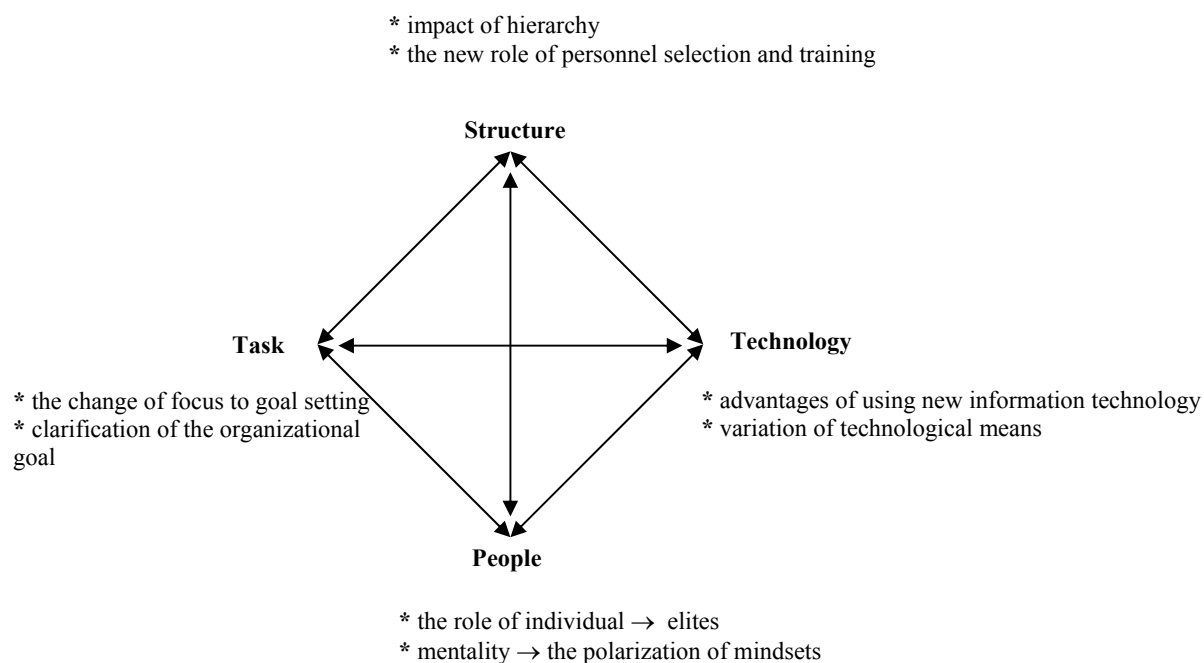 * impact of hierarchy
* the new role of personnel selection and training
Structure
Task
* the change of focus to goal setting
* clarification of the organizational
goal
Technology
* advantages of using new information technology
* variation of technological means
People
* the role of individual → elites
* mentality → the polarization of mindsets